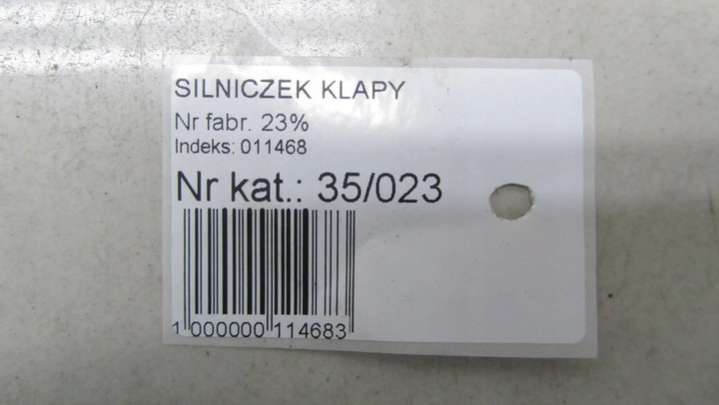 SILNICZEK KLAPY
Nr fabr. 23%
Indeks: 011468
Nr kat.: 35/023
1 000000 114683